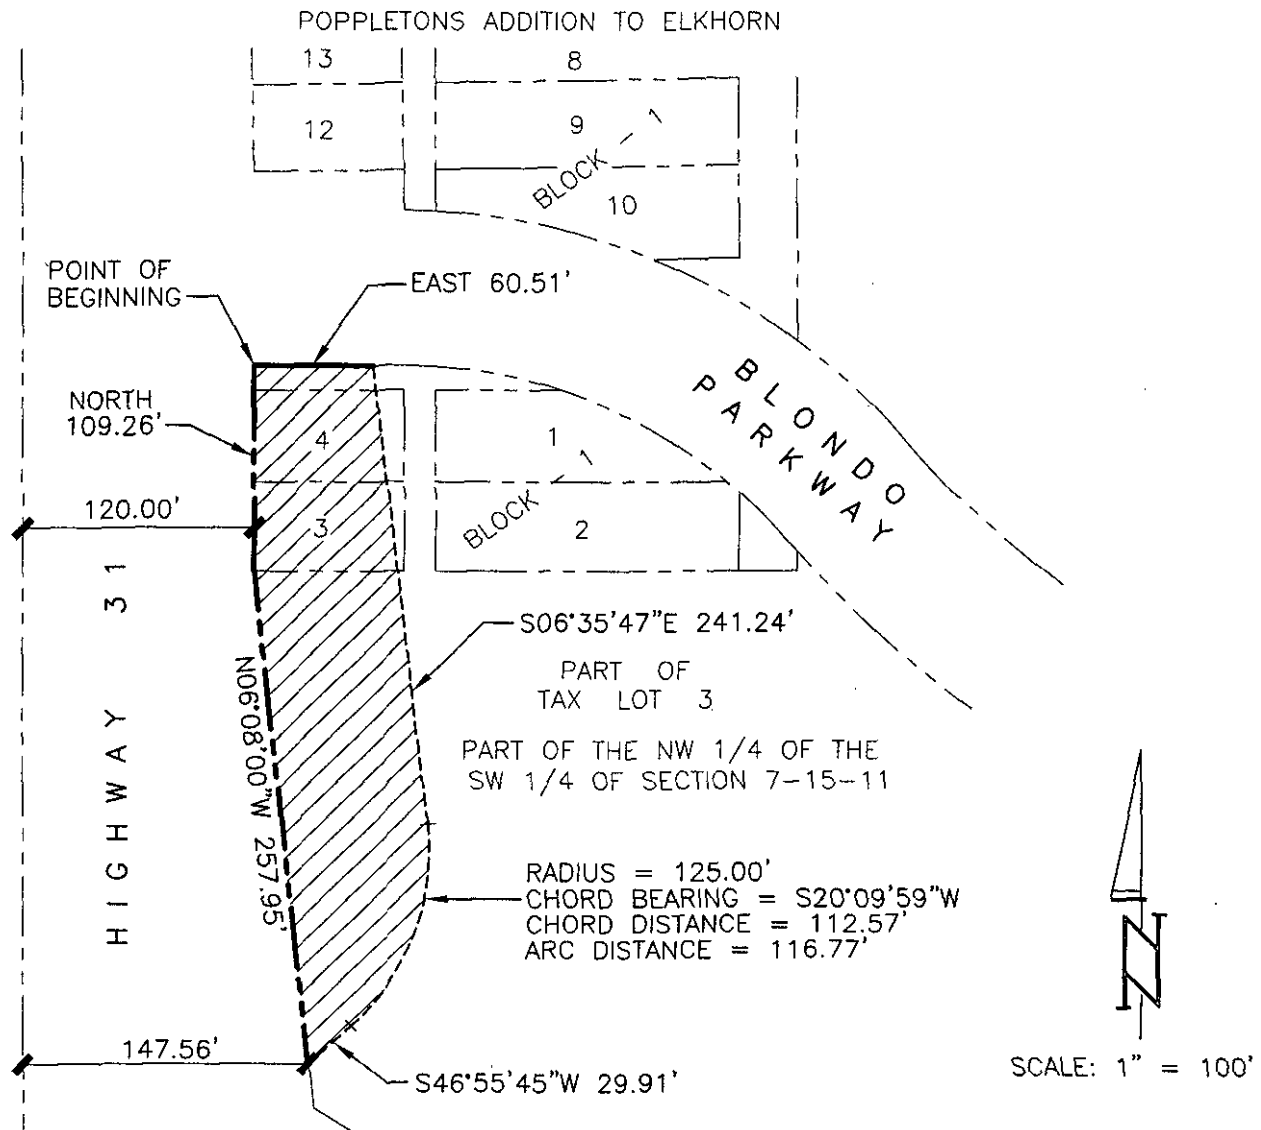 POPPLETONS ADDITION TO ELKHORN
13
8
12
9
BLOCK - 1
10
POINT OF
BEGINNING
EAST 60.51'
NORTH
109.26'
4
1
BLONDO
PARKWAY
120.00'
3
BLOCK - 1
2
HIGHWAY 31
S06°35'47"E 241.24'
N06°08'00"W 257.95'
PART OF
TAX LOT 3
PART OF THE NW 1/4 OF THE
SW 1/4 OF SECTION 7-15-11
RADIUS = 125.00'
CHORD BEARING = S20°09'59"W
CHORD DISTANCE = 112.57'
ARC DISTANCE = 116.77'
N
147.56'
S46°55'45"W 29.91'
SCALE: 1" = 100'